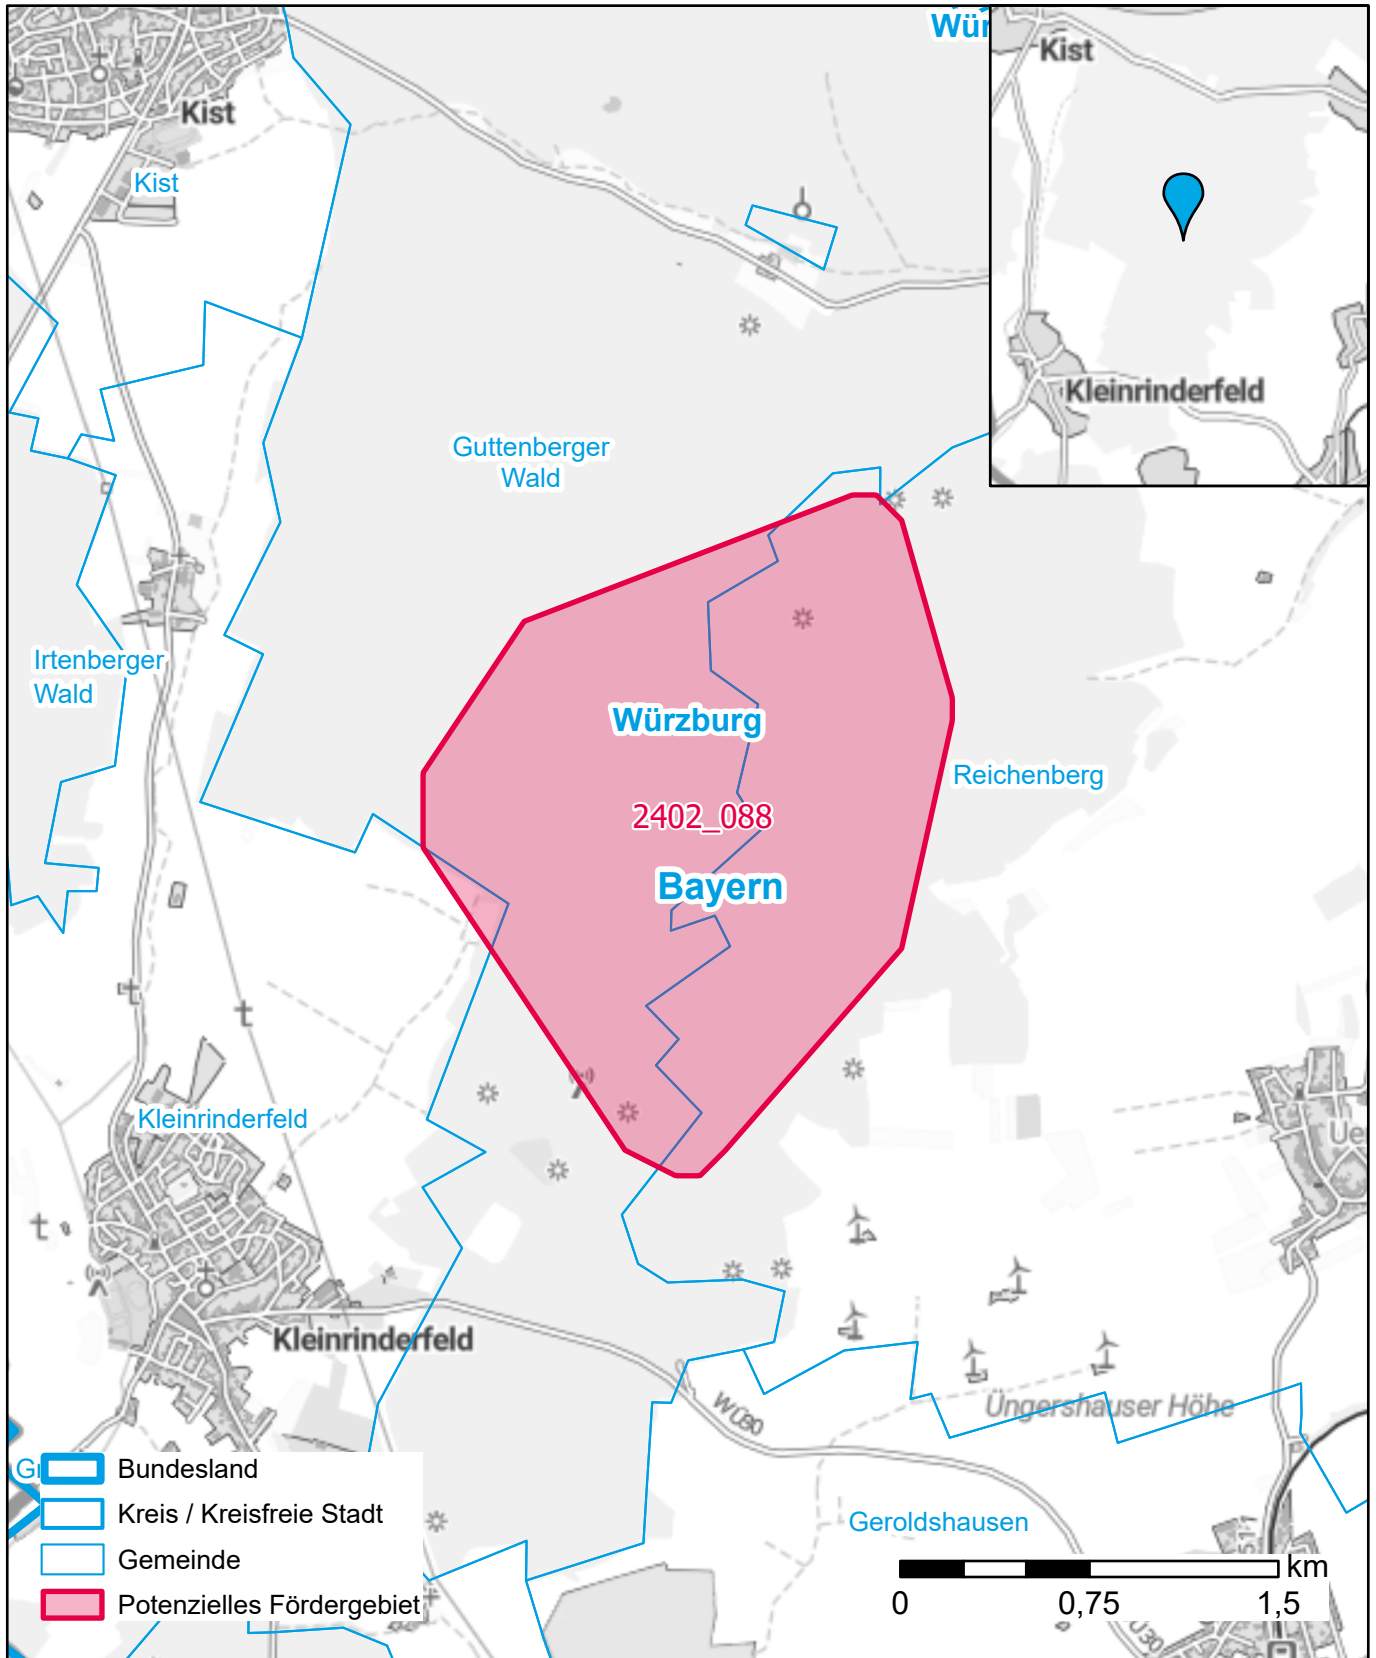 Kist
Kist
Kist
Guttenberger
Wald
Kleinrinderfeld
Irtenberger
Wald
Würzburg
Reichenberg
2402_088
Bayern
Kleinrinderfeld
Kleinrinderfeld
WÜ30
Üngershauser Höhe
Geroldshausen
Bundesland
Kreis / Kreisfreie Stadt
Gemeinde
Potenzielles Fördergebiet
km
0 0,75 1,5